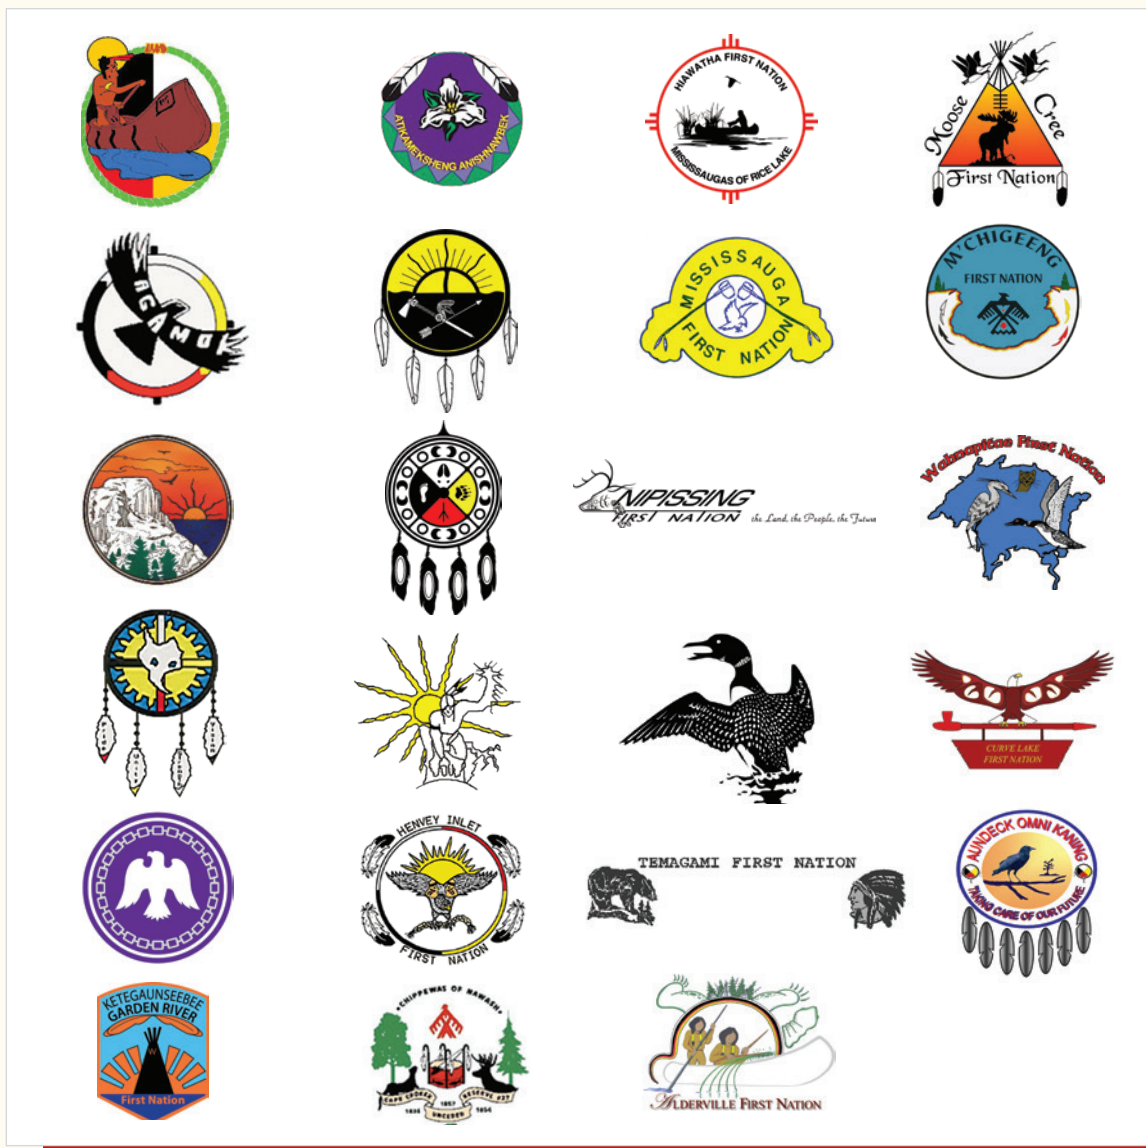 ATIKAMEKSHENG ANISHNAWBEK
HIAWATHA FIRST NATION
MISSISSAUGAS OF RICE LAKE
Moose Cree
First Nation
SAGAMOK
MISSISSAUGA
FIRST NATION
M'CHIGEENG
FIRST NATION
NIPISSING
FIRST NATION the Land, the People, the Future
Wahnapitae First Nation
CURVE LAKE
FIRST NATION
HENVEY INLET
FIRST NATION
TEMAGAMI FIRST NATION
AUNDECK OMNI KANING
TAKING CARE OF OUR FUTURE
KETEGAUNSEEBEE
GARDEN RIVER
W
First Nation
CHIPPEWAS OF NAWASH
CAPE CROKER RESERVE #27
1836 1857 1854
UNCEDED
ALDERVILLE FIRST NATION